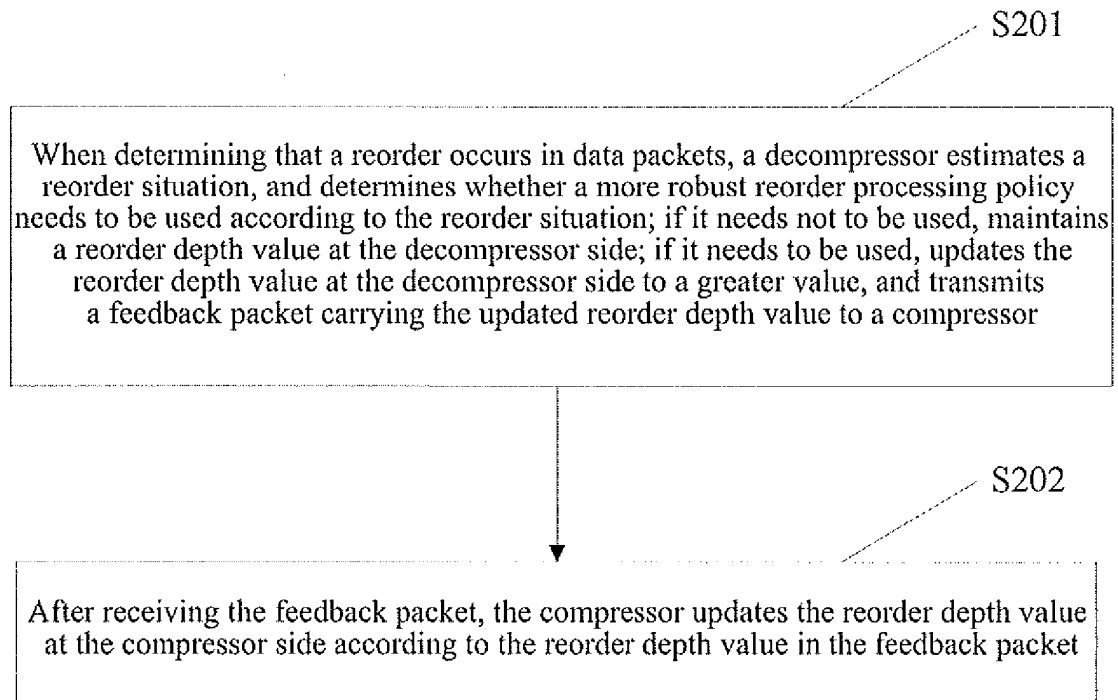 S201
When determining that a reorder occurs in data packets, a decompressor estimates a
reorder situation, and determines whether a more robust reorder processing policy
needs to be used according to the reorder situation; if it needs not to be used, maintains
a reorder depth value at the decompressor side; if it needs to be used, updates the
reorder depth value at the decompressor side to a greater value, and transmits
a feedback packet carrying the updated reorder depth value to a compressor
S202
After receiving the feedback packet, the compressor updates the reorder depth value
at the compressor side according to the reorder depth value in the feedback packet